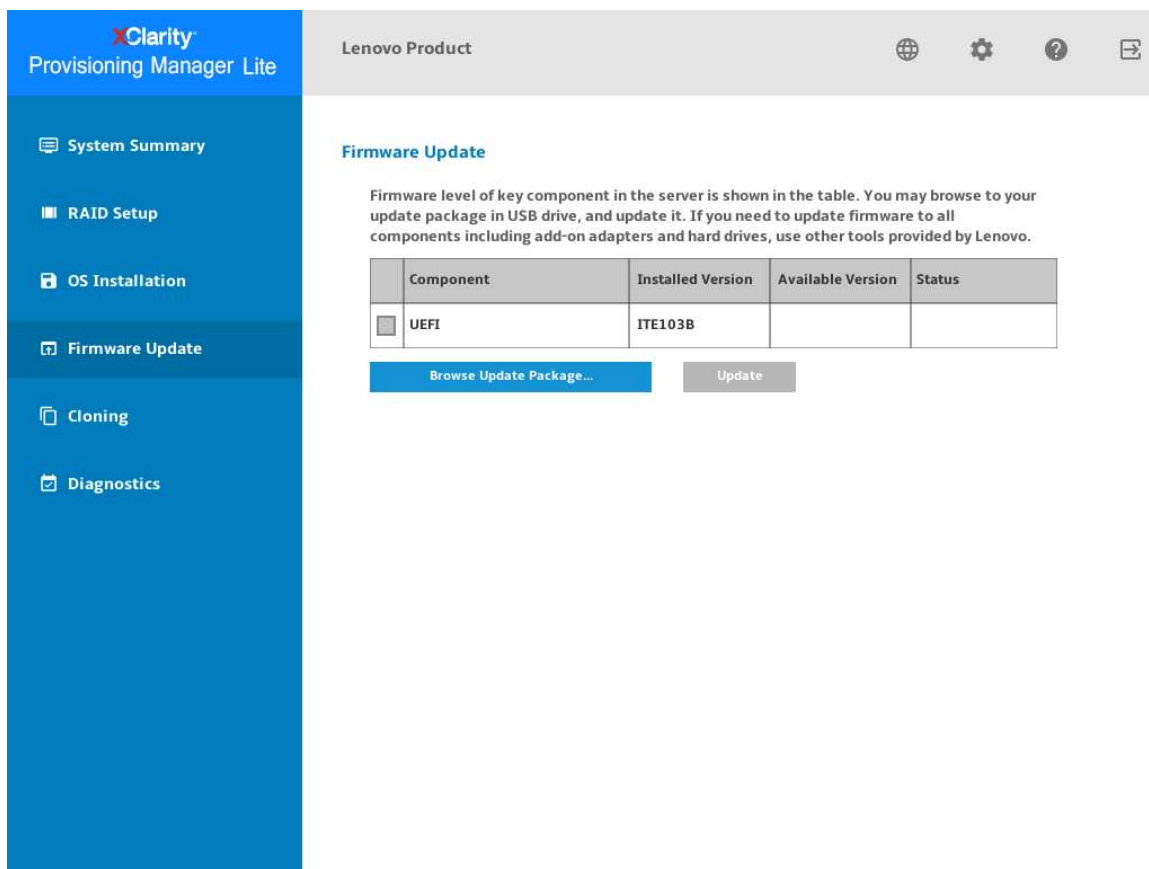 XClarity
Provisioning Manager Lite
Lenovo Product
System Summary
RAID Setup
OS Installation
Firmware Update
Cloning
Diagnostics
Firmware Update
Firmware level of key component in the server is shown in the table. You may browse to your
update package in USB drive, and update it. If you need to update firmware to all
components including add-on adapters and hard drives, use other tools provided by Lenovo.
Component Installed Version Available Version Status
UEFI ITE103B
Browse Update Package... Update